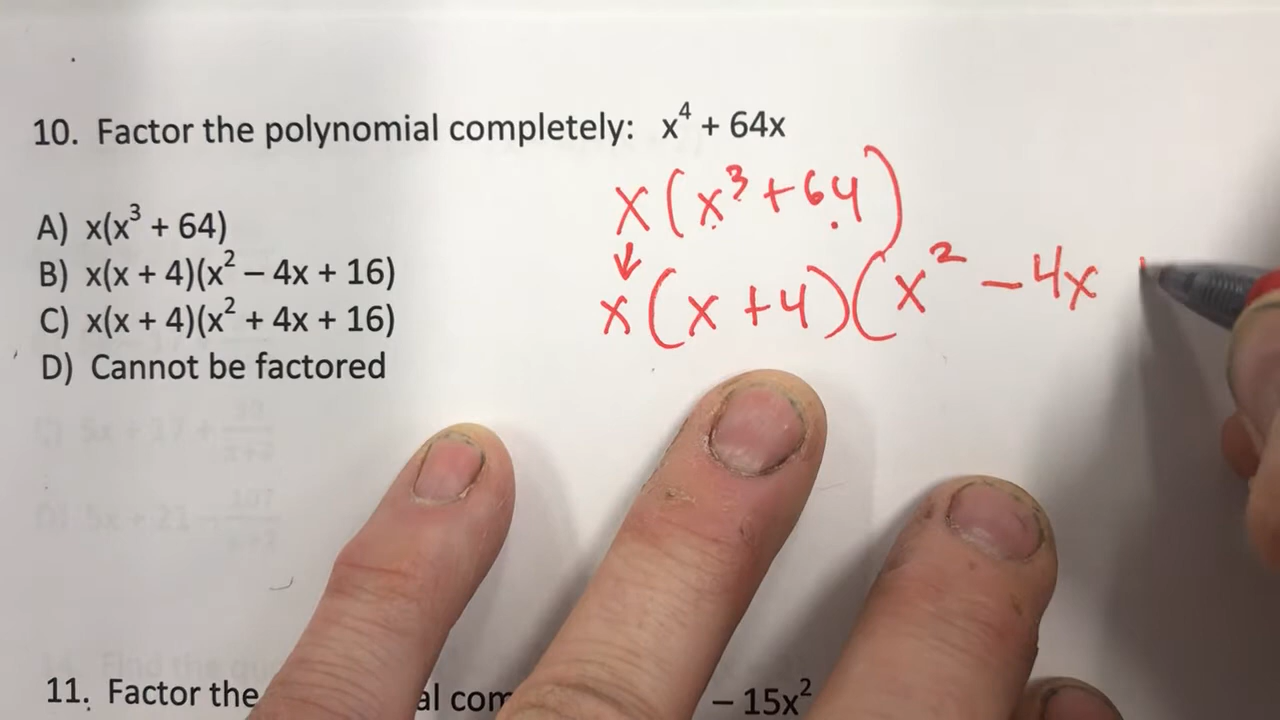 10. Factor the polynomial completely: x⁴ + 64x
x(x³ + 64)
A) x(x³ + 64)
B) x(x + 4)(x² – 4x + 16)
x(x + 4)(x² - 4x
C) x(x + 4)(x² + 4x + 16)
D) Cannot be factored
11. Factor the al com – 15x²